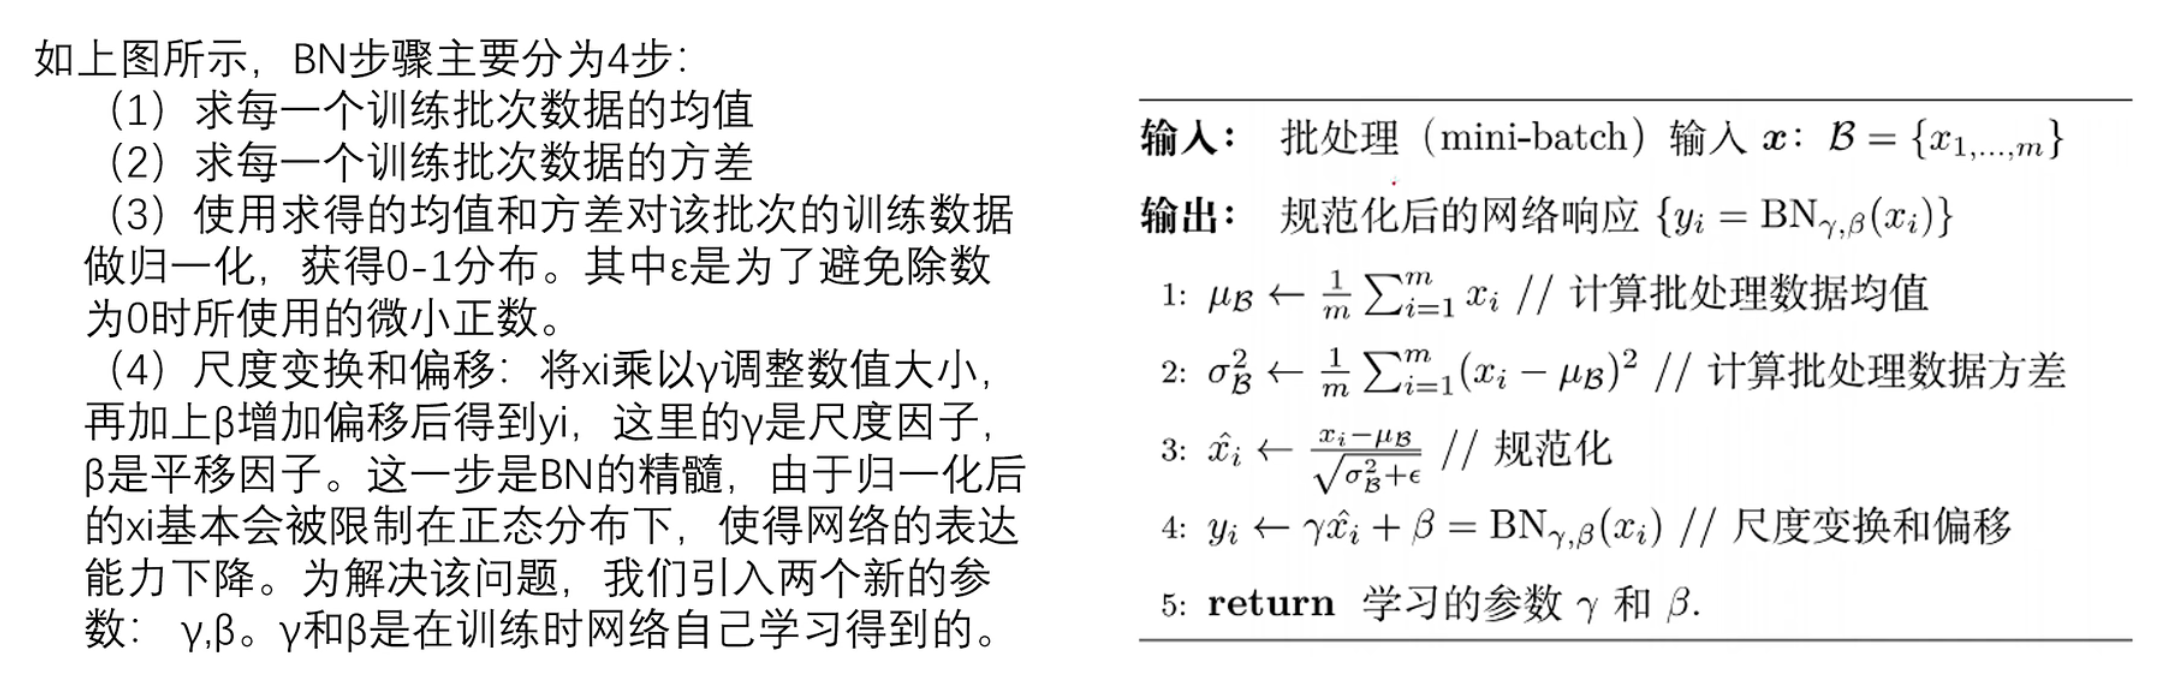 如上图所示，BN步骤主要分为4步：
（1）求每一个训练批次数据的均值
（2）求每一个训练批次数据的方差
（3）使用求得的均值和方差对该批次的训练数据
做归一化，获得0-1分布。其中ε是为了避免除数
为0时所使用的微小正数。
（4）尺度变换和偏移：将xi乘以γ调整数值大小，
再加上β增加偏移后得到yi，这里的γ是尺度因子，
β是平移因子。这一步是BN的精髓，由于归一化后
的xi基本会被限制在正态分布下，使得网络的表达
能力下降。为解决该问题，我们引入两个新的参
数： γ,β。γ和β是在训练时网络自己学习得到的。
输入： 批处理（mini-batch）输入 x：$\mathcal{B} = \{x_{1,...,m}\}$
输出： 规范化后的网络响应 $\{y_i = \mathrm{BN}_{\gamma,\beta}(x_i)\}$
1: $\mu_{\mathcal{B}} \leftarrow \frac{1}{m} \sum_{i=1}^{m} x_i$ // 计算批处理数据均值
2: $\sigma_{\mathcal{B}}^2 \leftarrow \frac{1}{m} \sum_{i=1}^{m} (x_i - \mu_{\mathcal{B}})^2$ // 计算批处理数据方差
3: $\hat{x_i} \leftarrow \frac{x_i - \mu_{\mathcal{B}}}{\sqrt{\sigma_{\mathcal{B}}^2 + \epsilon}}$ // 规范化
4: $y_i \leftarrow \gamma \hat{x_i} + \beta = \mathrm{BN}_{\gamma,\beta}(x_i)$ // 尺度变换和偏移
5: return 学习的参数 γ 和 β.